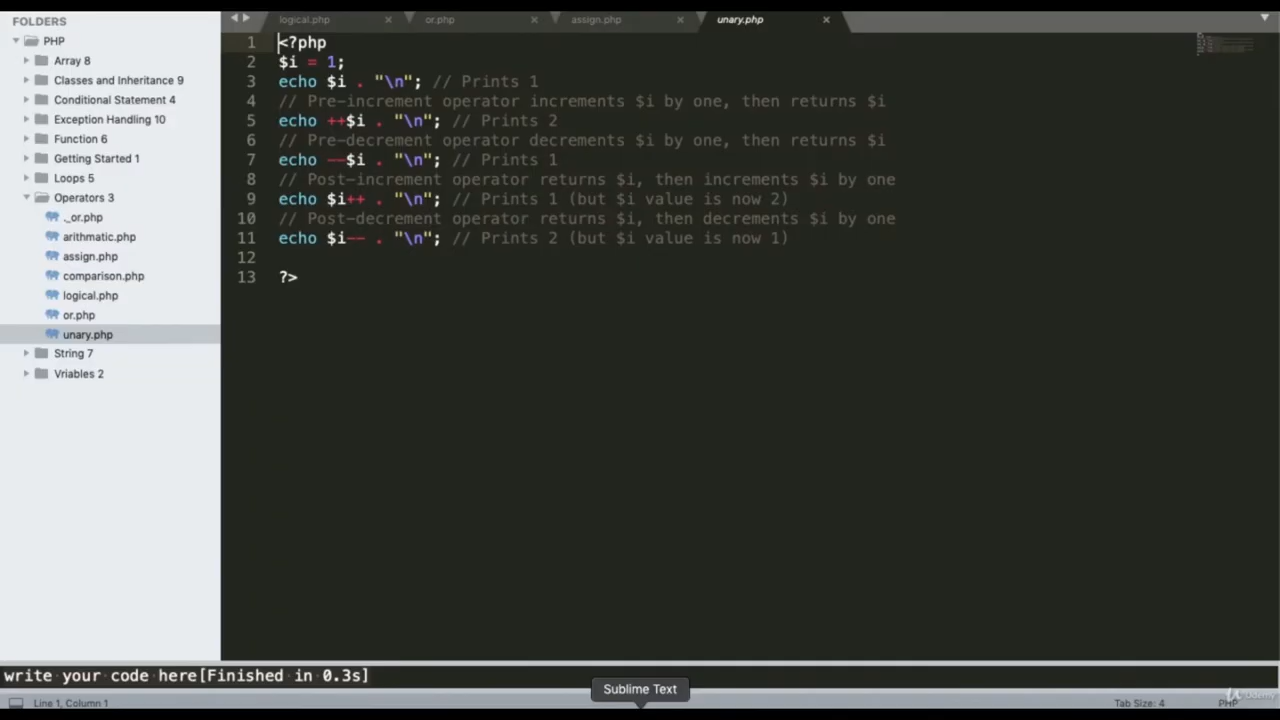 FOLDERS
PHP
Array 8
Classes and Inheritance 9
Conditional Statement 4
Exception Handling 10
Function 6
Getting Started 1
Loops 5
Operators 3
._or.php
arithmatic.php
assign.php
comparison.php
logical.php
or.php
unary.php
String 7
Vriables 2
logical.php × or.php × assign.php × unary.php ×
1 <?php
2 $i = 1;
3 echo $i . "\n"; // Prints 1
4 // Pre-increment operator increments $i by one, then returns $i
5 echo ++$i . "\n"; // Prints 2
6 // Pre-decrement operator decrements $i by one, then returns $i
7 echo --$i . "\n"; // Prints 1
8 // Post-increment operator returns $i, then increments $i by one
9 echo $i++ . "\n"; // Prints 1 (but $i value is now 2)
10 // Post-decrement operator returns $i, then decrements $i by one
11 echo $i-- . "\n"; // Prints 2 (but $i value is now 1)
12
13 ?>
write your code here[Finished in 0.3s]
Sublime Text
Line 1, Column 1
Tab Size: 4
PHP
Udemy